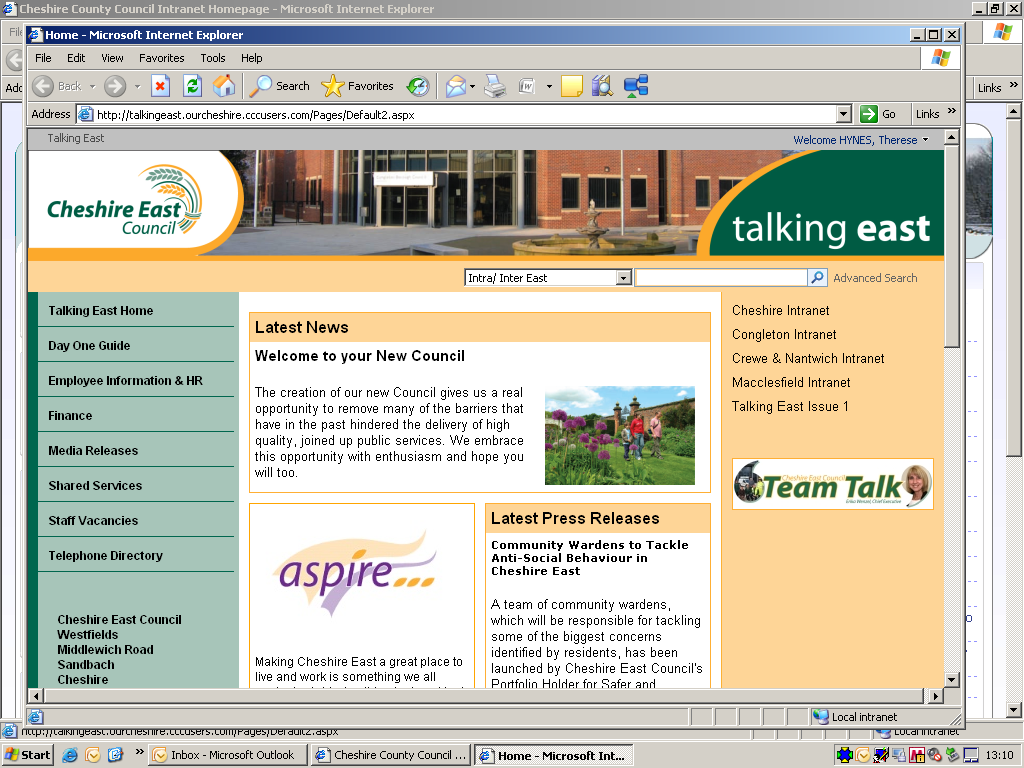 Cheshire County Council Intranet Homepage - Microsoft Internet Explorer
Home - Microsoft Internet Explorer
File Edit View Favorites Tools Help
Back Search Favorites
Address http://talkingeast.ourcheshire.cccusers.com/Pages/Default2.aspx Go Links »
Links »
Talking East Welcome HYNES, Therese
Cheshire East
Council
talking east
Intra/ Inter East Advanced Search
Talking East Home
Day One Guide
Employee Information & HR
Finance
Media Releases
Shared Services
Staff Vacancies
Telephone Directory
Cheshire East Council
Westfields
Middlewich Road
Sandbach
Cheshire
Latest News
Welcome to your New Council
The creation of our new Council gives us a real
opportunity to remove many of the barriers that
have in the past hindered the delivery of high
quality, joined up public services. We embrace
this opportunity with enthusiasm and hope you
will too.
aspire...
Making Cheshire East a great place to
live and work is something we all
Latest Press Releases
Community Wardens to Tackle
Anti-Social Behaviour in
Cheshire East
A team of community wardens,
which will be responsible for tackling
some of the biggest concerns
identified by residents, has been
launched by Cheshire East Council's
Portfolio Holder for Safer and
Cheshire Intranet
Congleton Intranet
Crewe & Nantwich Intranet
Macclesfield Intranet
Talking East Issue 1
Cheshire East Council
Team Talk
Erika Wenzel, Chief Executive
Local intranet
http://talkingeast.ourcheshire.cccusers.com/Pages/Default2.aspx Local intranet
Start » Inbox - Microsoft Outlook Cheshire County Council ... Home - Microsoft Int... 13:10